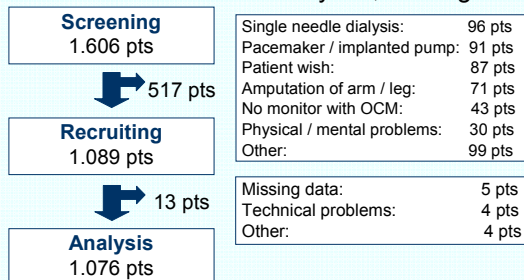 Screening
1.606 pts
517 pts
Recruiting
1.089 pts
13 pts
Analysis
1.076 pts
Single needle dialysis: 96 pts
Pacemaker / implanted pump: 91 pts
Patient wish: 87 pts
Amputation of arm / leg: 71 pts
No monitor with OCM: 43 pts
Physical / mental problems: 30 pts
Other: 99 pts
Missing data: 5 pts
Technical problems: 4 pts
Other: 4 pts